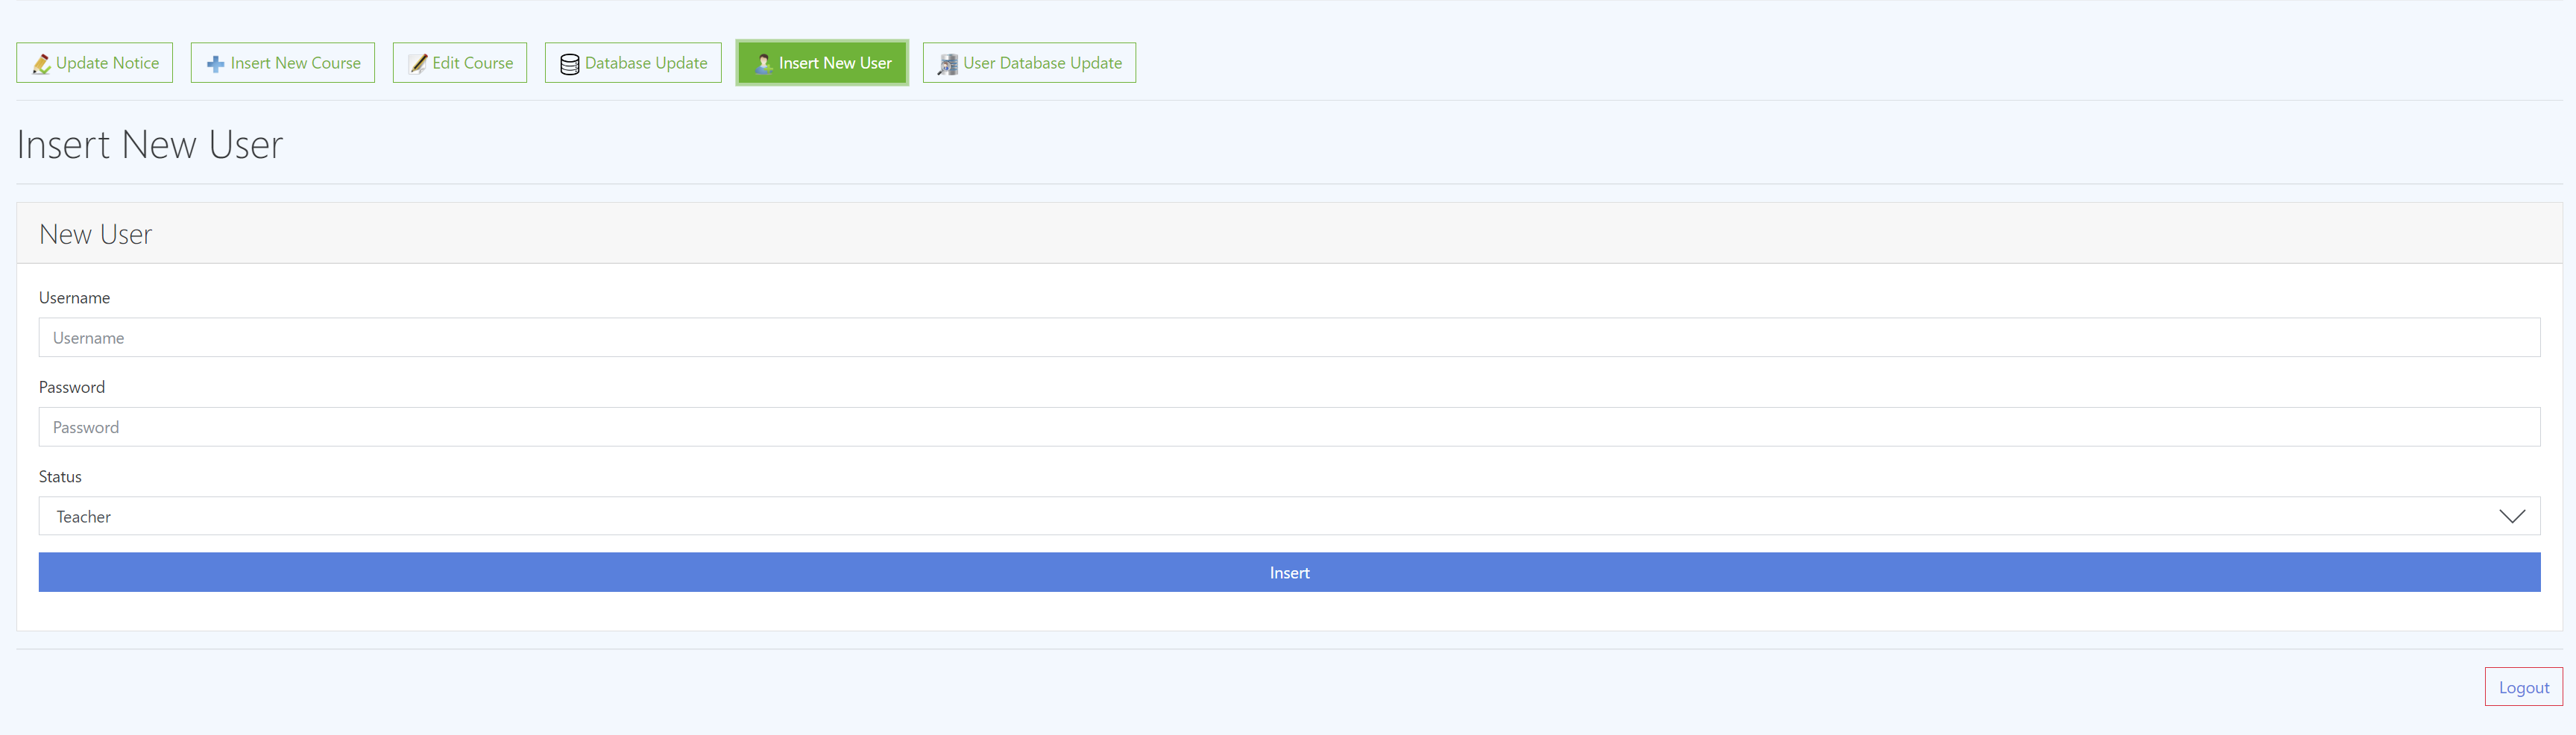 Update Notice Insert New Course Edit Course Database Update Insert New User User Database Update
Insert New User
New User
Username
Username
Password
Password
Status
Teacher
Insert
Logout